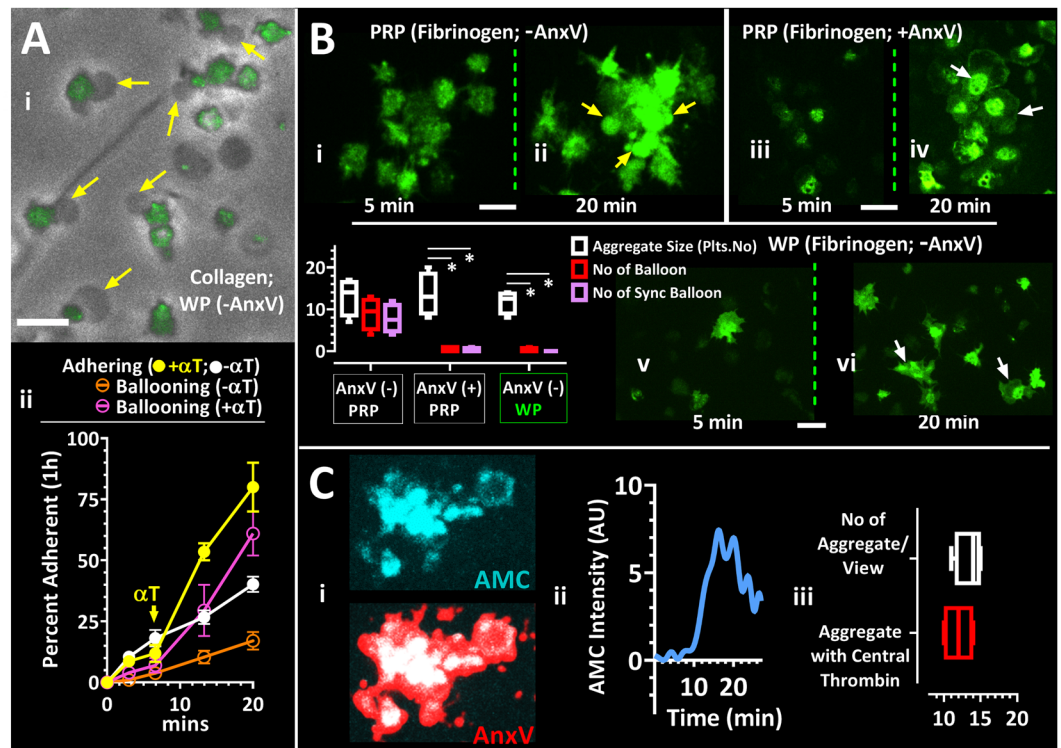 A
i
Collagen;
WP (-AnxV)
ii
Adhering (+αT;-αT)
Ballooning (-αT)
Ballooning (+αT)
Percent Adherent (1h)
100
75
50
25
0
αT
0
10
20
mins
B
PRP (Fibrinogen; -AnxV)
i
ii
5 min
20 min
PRP (Fibrinogen; +AnxV)
iii
iv
5 min
20 min
20
10
0
* *
* *
Aggregate Size (Plts.No)
No of Balloon
No of Sync Balloon
AnxV (-)
PRP
AnxV (+)
PRP
AnxV (-)
WP
WP (Fibrinogen; -AnxV)
v
vi
5 min
20 min
C
i
AMC
AnxV
ii
AMC Intensity (AU)
10
5
0
10 20
Time (min)
iii
No of
Aggregate/
View
Aggregate
with Central
Thrombin
10 15 20